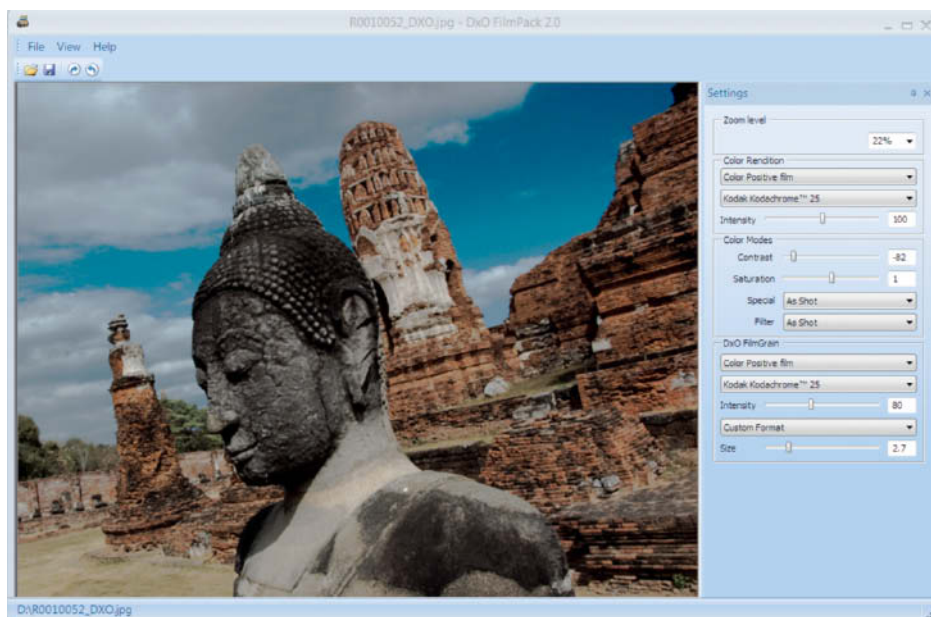 R0010052_DXO.jpg - DxO FilmPack 2.0
File View Help
Settings
Zoom level
22%
Color Rendition
Color Positive film
Kodak Kodachrome™ 25
Intensity 100
Color Modes
Contrast -82
Saturation 1
Special As Shot
Filter As Shot
DxO FilmGrain
Color Positive film
Kodak Kodachrome™ 25
Intensity 80
Custom Format
Size 2.7
D:\R0010052_DXO.jpg